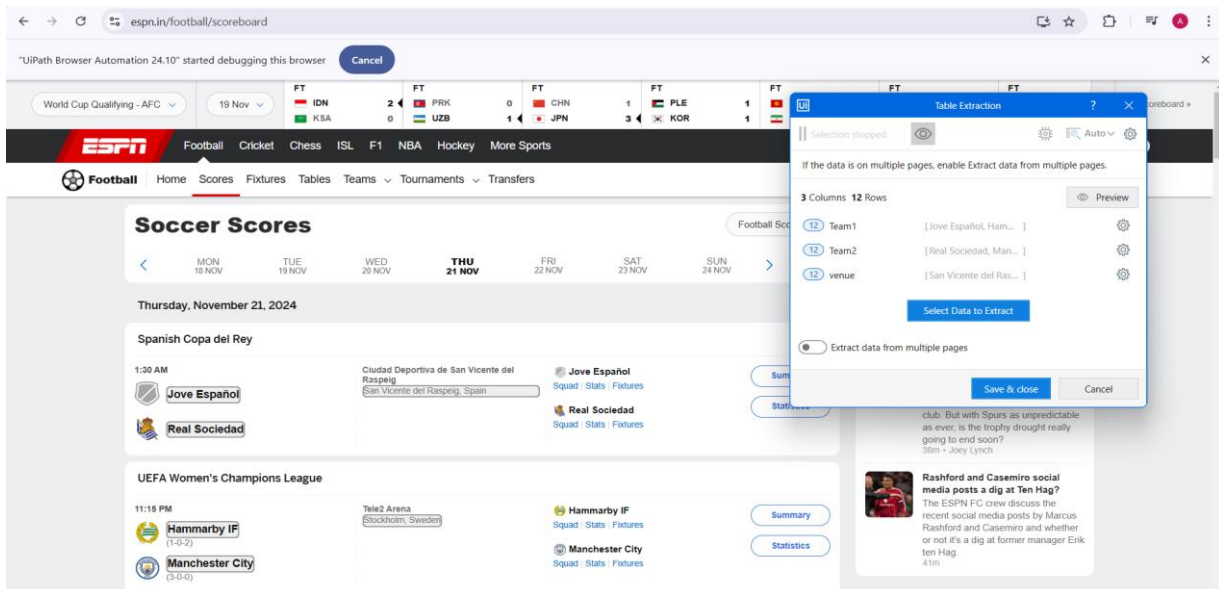 espn.in/football/scoreboard
A
"UiPath Browser Automation 24.10" started debugging this browser
Cancel
World Cup Qualifying - AFC
19 Nov
FT
IDN 2
KSA 0
FT
PRK 0
UZB 1
FT
CHN 1
JPN 3
FT
PLE 1
KOR 1
FT
FT
FT
oreboard »
ESPN
Football Cricket Chess ISL F1 NBA Hockey More Sports
Football Home Scores Fixtures Tables Teams Tournaments Transfers
Soccer Scores
Football Sco
MON
18 NOV
TUE
19 NOV
WED
20 NOV
THU
21 NOV
FRI
22 NOV
SAT
23 NOV
SUN
24 NOV
Thursday, November 21, 2024
Spanish Copa del Rey
1:30 AM
Jove Español
Real Sociedad
Ciudad Deportiva de San Vicente del
Raspeig
San Vicente del Raspeig, Spain
Jove Español
Squad | Stats | Fixtures
Real Sociedad
Squad | Stats | Fixtures
Sum
UEFA Women's Champions League
11:15 PM
Hammarby IF
(1-0-2)
Manchester City
(3-0-0)
Tele2 Arena
Stockholm, Sweden
Hammarby IF
Squad | Stats | Fixtures
Manchester City
Squad | Stats | Fixtures
Summary
Statistics
Ui
Table Extraction
? ×
Selection stopped
Auto
If the data is on multiple pages, enable Extract data from multiple pages.
3 Columns 12 Rows
Preview
12 Team1 [ Jove Español, Ham... ]
12 Team2 [ Real Sociedad, Man... ]
12 venue [ San Vicente del Ras... ]
Select Data to Extract
Extract data from multiple pages
Save & close
Cancel
club. But with Spurs as unpredictable
as ever, is the trophy drought really
going to end soon?
38m • Joey Lynch
Rashford and Casemiro social
media posts a dig at Ten Hag?
The ESPN FC crew discuss the
recent social media posts by Marcus
Rashford and Casemiro and whether
or not it's a dig at former manager Erik
ten Hag.
41m